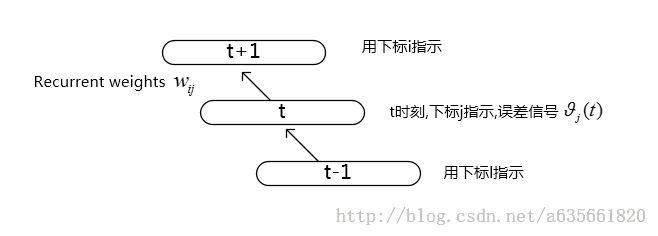 t+1 用下标i指示
Recurrent weights w_ij
t t时刻,下标j指示,误差信号 ϑ_j(t)
t-1 用下标l指示
http://blog.csdn.net/a635661820